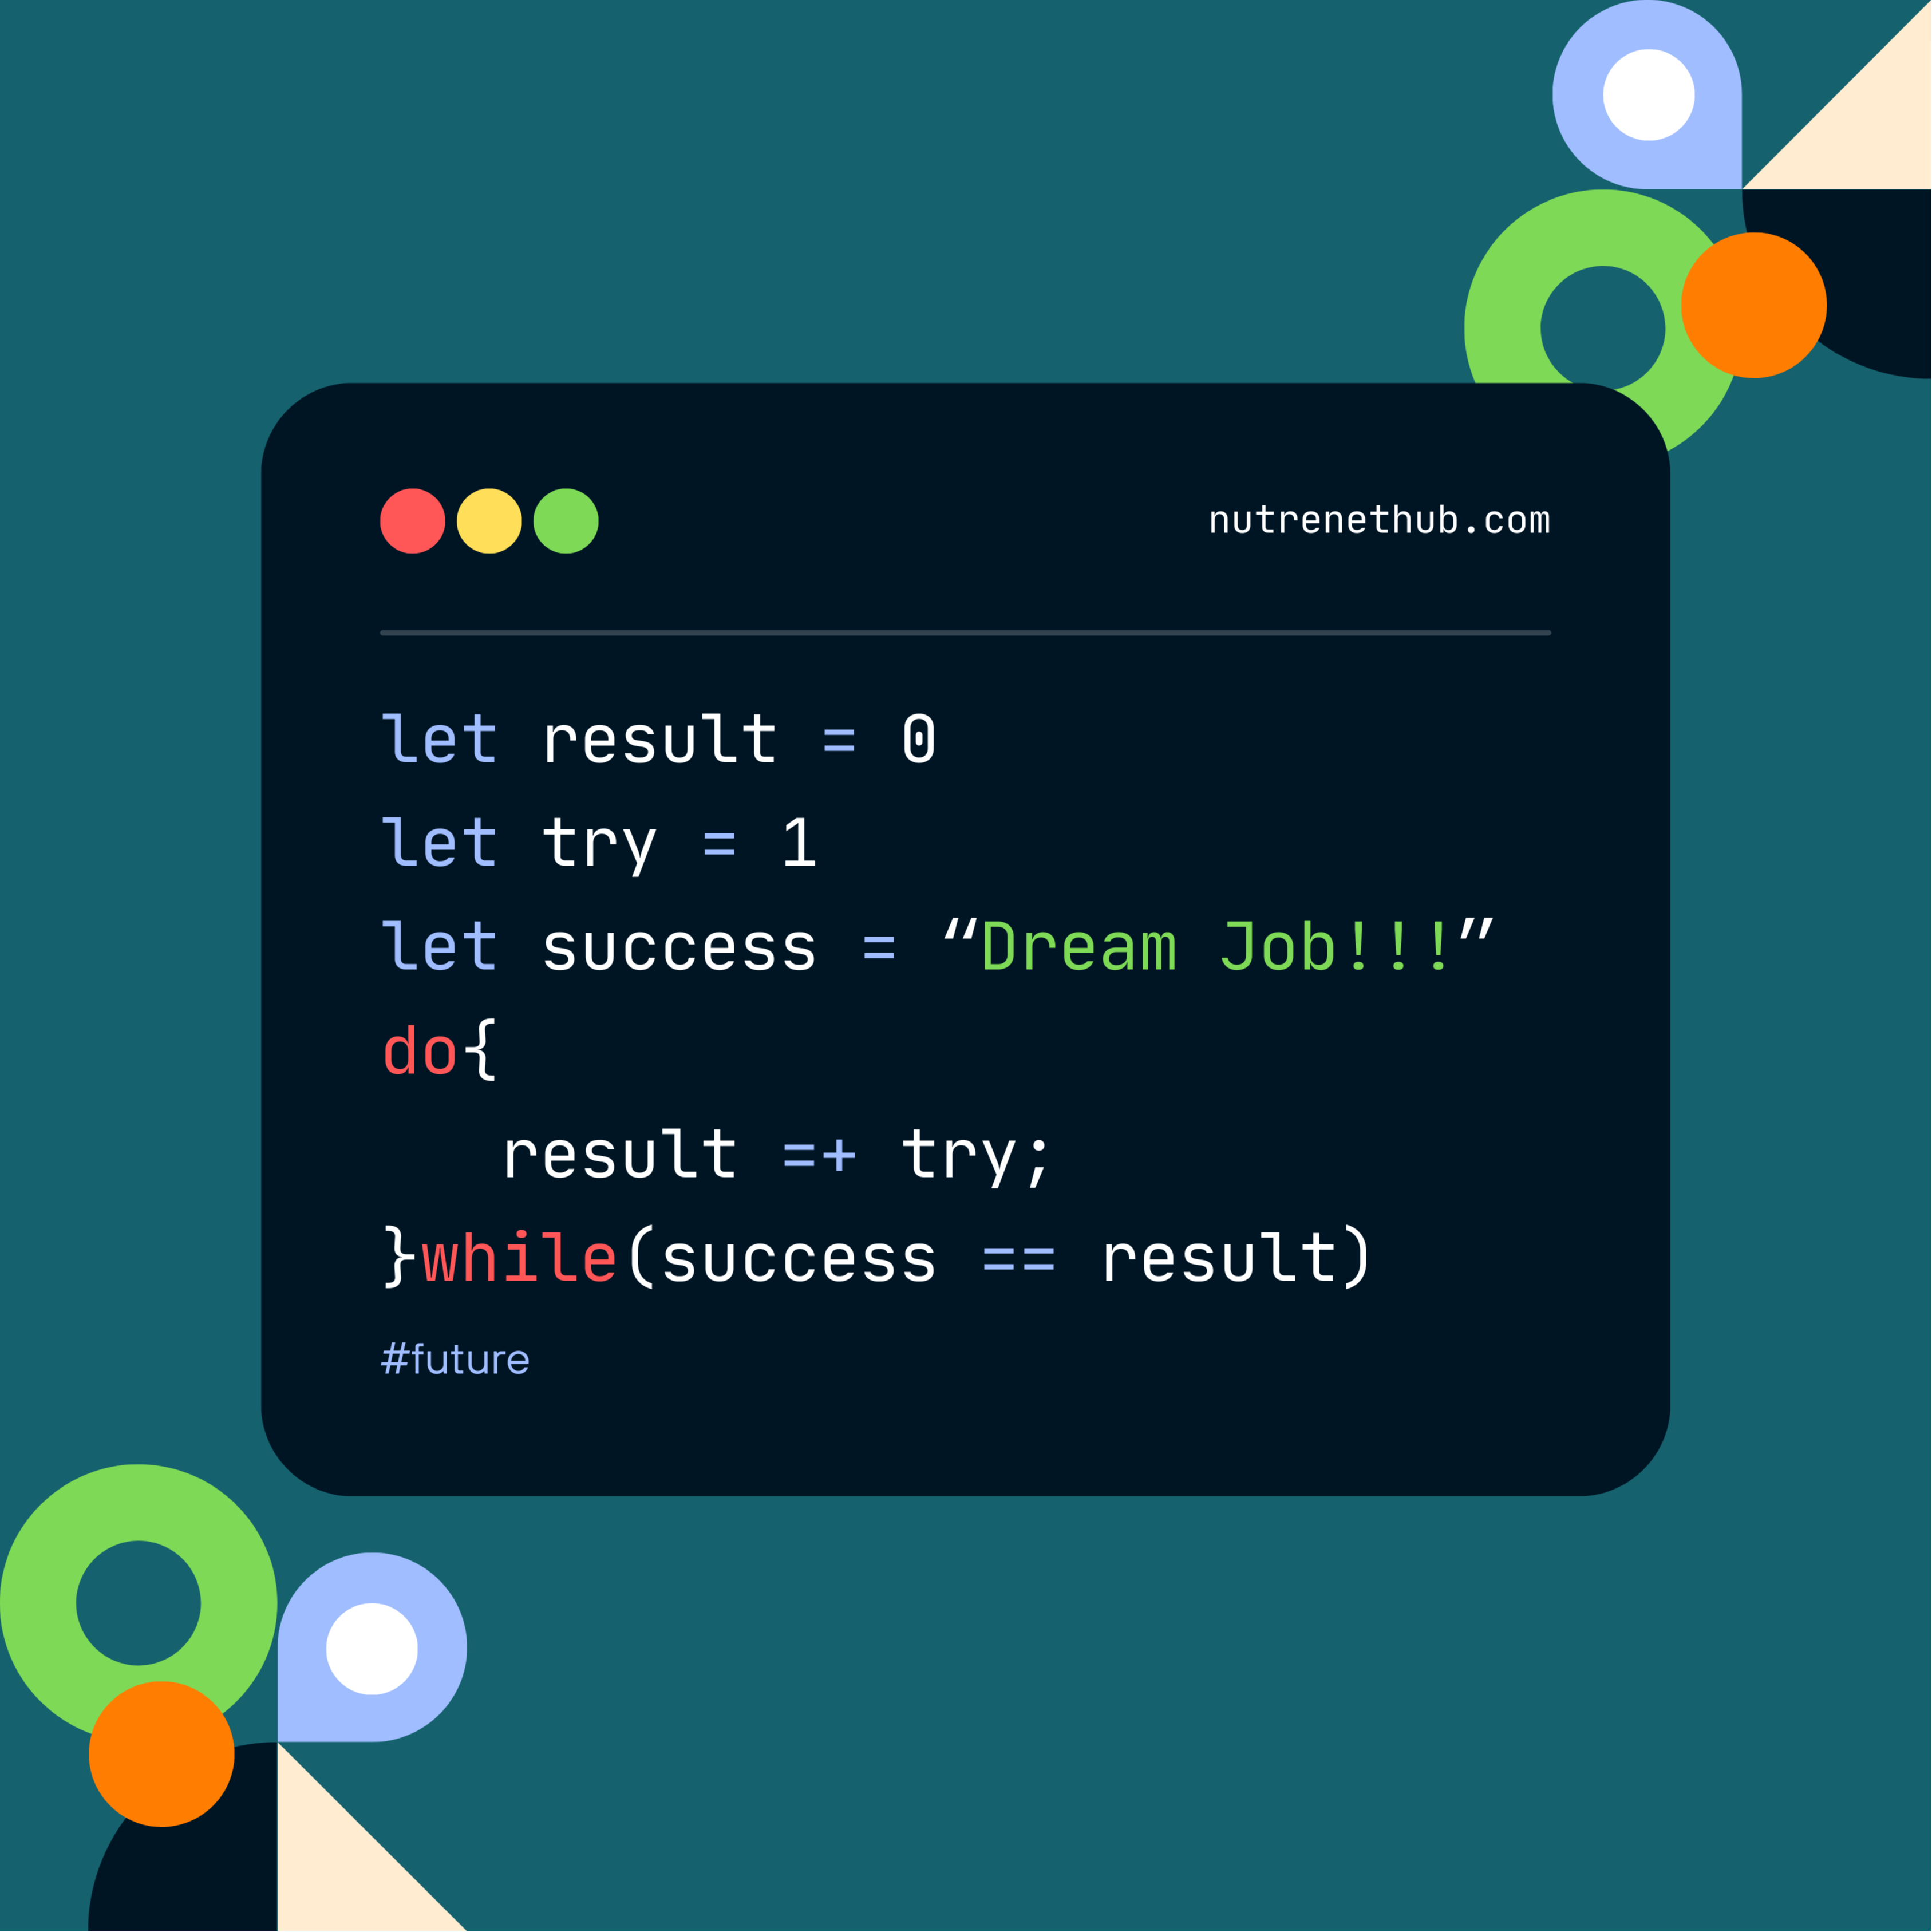 nutrenethub.com
let result = 0
let try = 1
let success = “Dream Job!!!”
do{
result =+ try;
}while(success == result)
#future